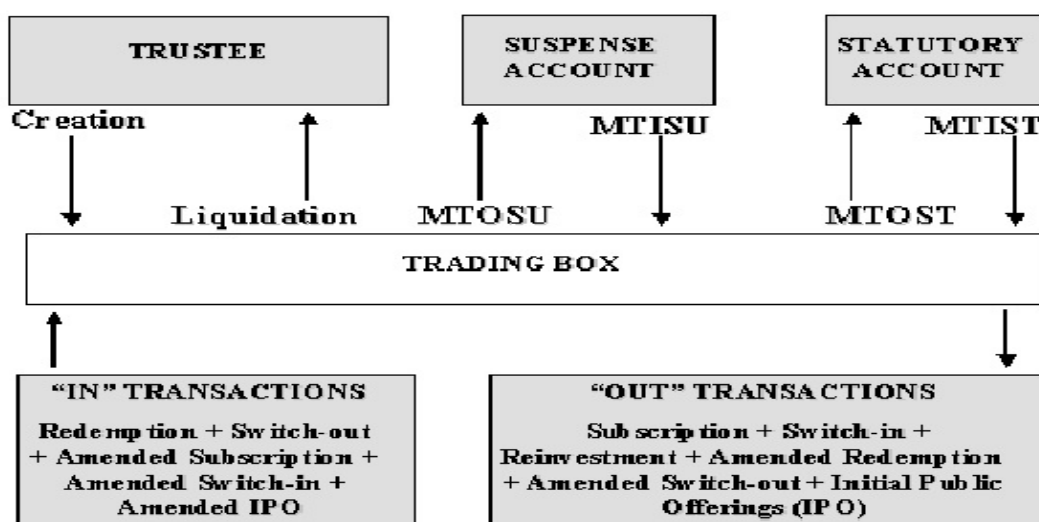 TRUSTEE
SUSPENSE
ACCOUNT
STATUTORY
ACCOUNT
Creation
MTISU
MTIST
Liquidation
MTOSU
MTOST
TRADING BOX
“IN” TRANSACTIONS
Redemption + Switch-out
+ Amended Subscription +
Amended Switch-in +
Amended IPO
“OUT” TRANSACTIONS
Subscription + Switch-in +
Reinvestment + Amended Redemption
+ Amended Switch-out + Initial Public
Offerings (IPO)